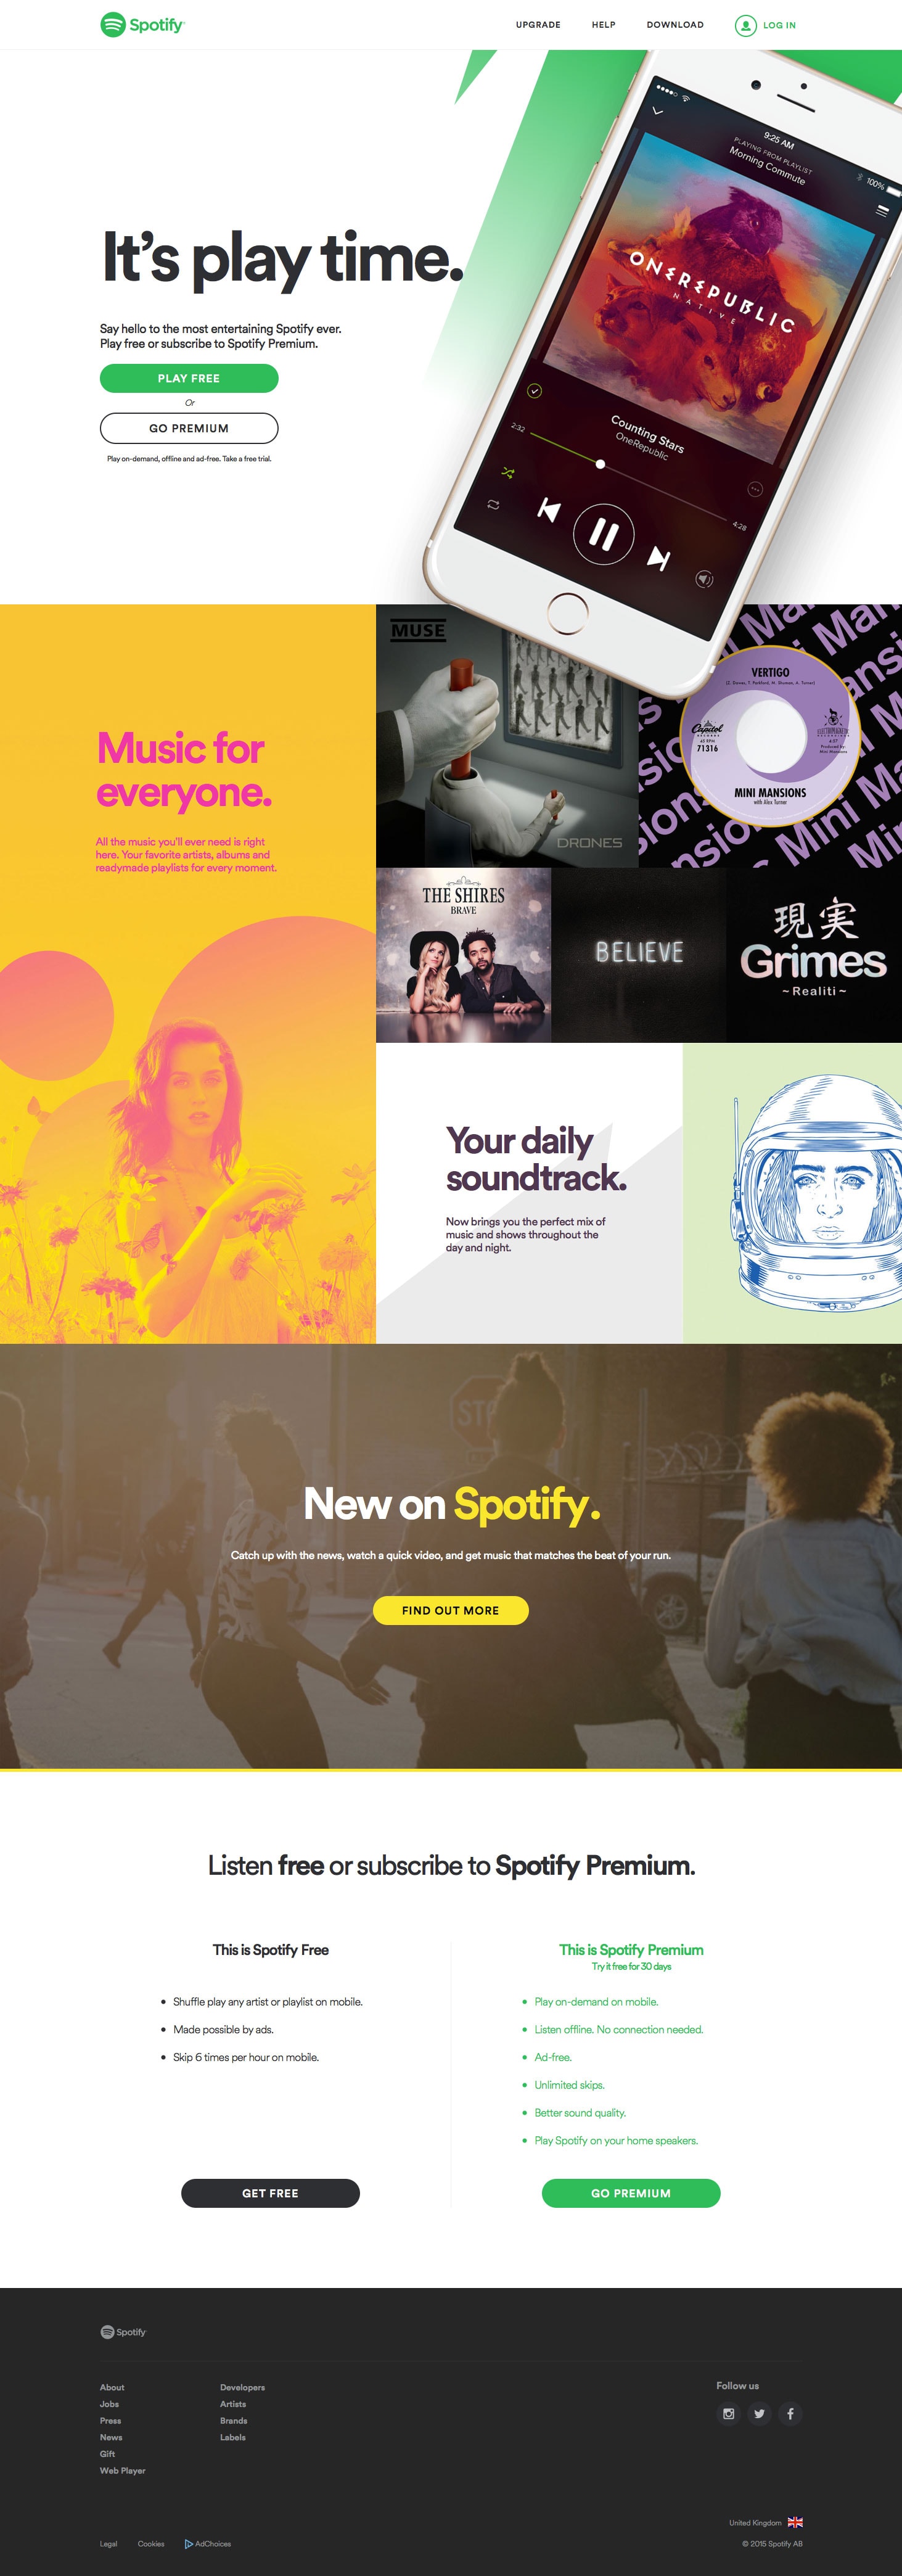 Spotify
UPGRADE
HELP
DOWNLOAD
LOG IN
It's play time.
Say hello to the most entertaining Spotify ever.
Play free or subscribe to Spotify Premium.
PLAY FREE
Or
GO PREMIUM
Play on-demand, offline and ad-free. Take a free trial.
9:25 AM
100%
PLAYING FROM PLAYLIST
Morning Commute
ONEREPUBLIC
NATIVE
Counting Stars
OneRepublic
2:32
4:28
Music for
everyone.
All the music you'll ever need is right
here. Your favorite artists, albums and
readymade playlists for every moment.
MUSE
DRONES
VERTIGO
Capitol
45 RPM
71316
4:07
Produced by:
Mini Mansions
MINI MANSIONS
with Alex Turner
Mini Mansions
THE SHIRES
BRAVE
BELIEVE
現実
Grimes
~ Realiti ~
Your daily
soundtrack.
Now brings you the perfect mix of
music and shows throughout the
day and night.
New on Spotify.
Catch up with the news, watch a quick video, and get music that matches the beat of your run.
FIND OUT MORE
Listen free or subscribe to Spotify Premium.
This is Spotify Free
Shuffle play any artist or playlist on mobile.
Made possible by ads.
Skip 6 times per hour on mobile.
GET FREE
This is Spotify Premium
Try it free for 30 days
Play on-demand on mobile.
Listen offline. No connection needed.
Ad-free.
Unlimited skips.
Better sound quality.
Play Spotify on your home speakers.
GO PREMIUM
Spotify
About
Jobs
Press
News
Gift
Web Player
Developers
Artists
Brands
Labels
Follow us
United Kingdom
Legal
Cookies
AdChoices
© 2015 Spotify AB